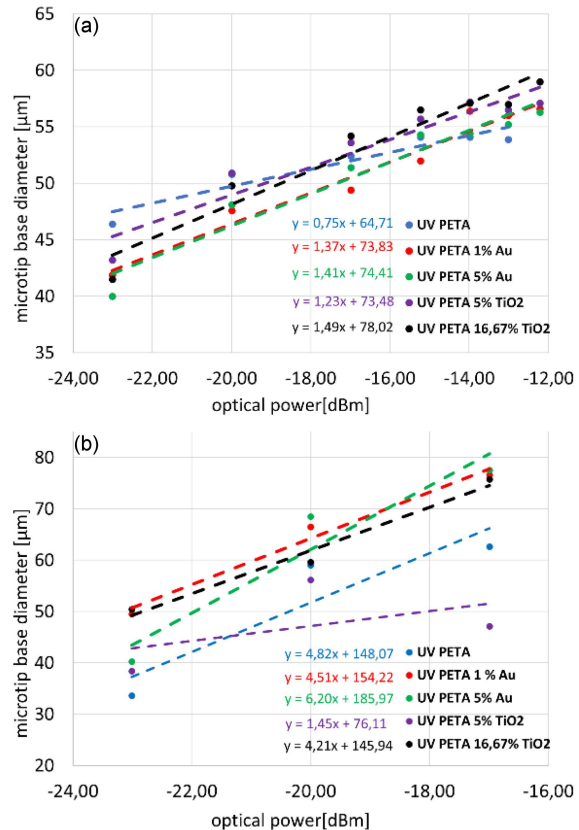 (a)
microtip base diameter [µm]
65
60
55
50
45
40
35
y = 0,75x + 64,71 UV PETA
y = 1,37x + 73,83 UV PETA 1% Au
y = 1,41x + 74,41 UV PETA 5% Au
y = 1,23x + 73,48 UV PETA 5% TiO2
y = 1,49x + 78,02 UV PETA 16,67% TiO2
-24,00 -22,00 -20,00 -18,00 -16,00 -14,00 -12,00
optical power[dBm]
(b)
microtip base diameter [µm]
80
70
60
50
40
30
20
y = 4,82x + 148,07 UV PETA
y = 4,51x + 154,22 UV PETA 1 % Au
y = 6,20x + 185,97 UV PETA 5% Au
y = 1,45x + 76,11 UV PETA 5% TiO2
y = 4,21x + 145,94 UV PETA 16,67% TiO2
-24,00 -22,00 -20,00 -18,00 -16,00
optical power[dBm]